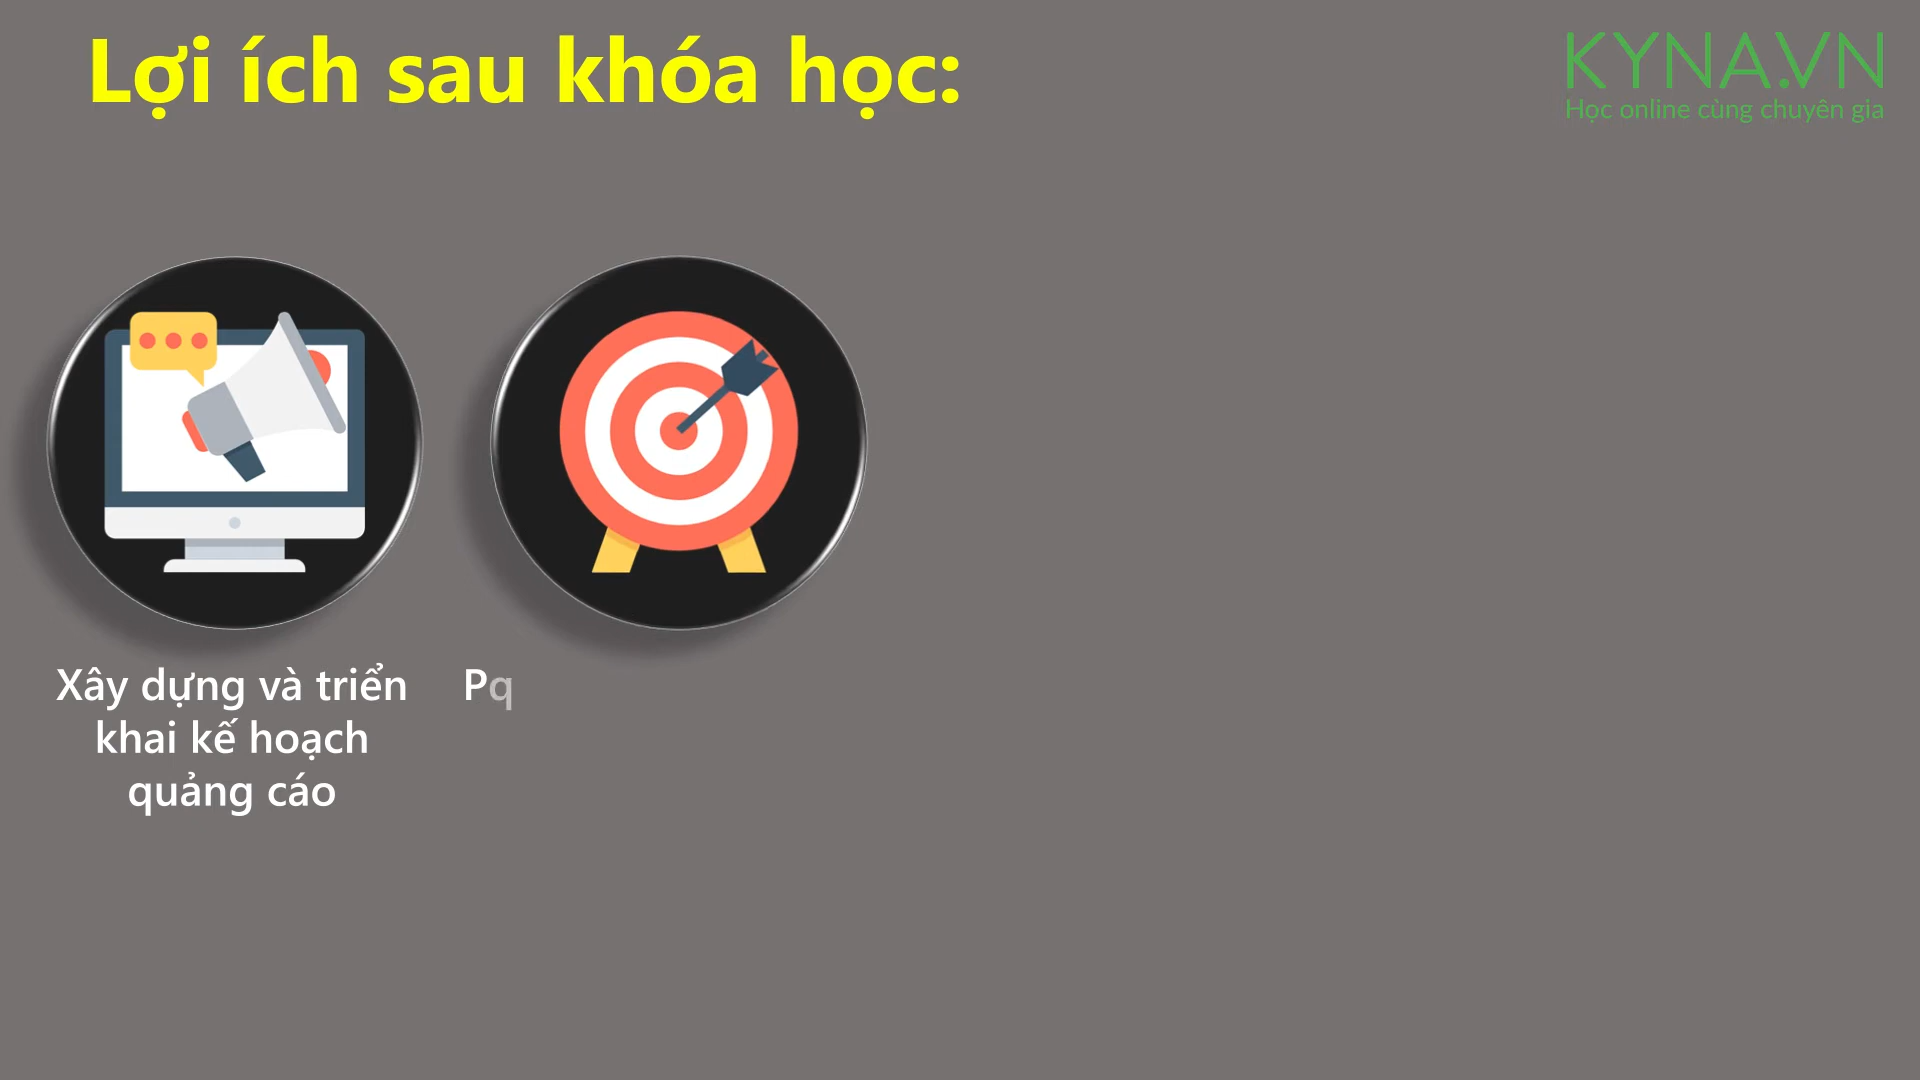 Lợi ích sau khóa học:
KYNA.VN
Học online cùng chuyên gia
Xây dựng và triển
khai kế hoạch
quảng cáo
Pq